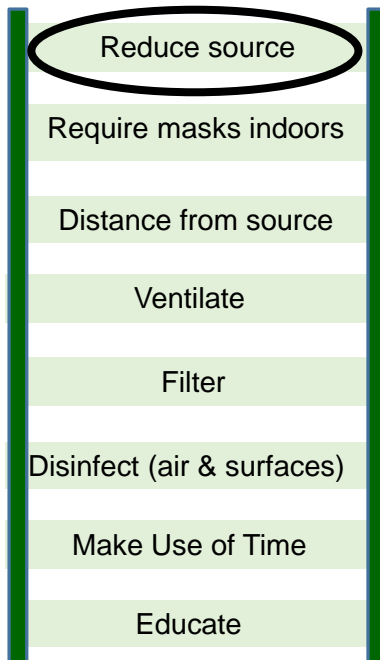 Reduce source
Require masks indoors
Distance from source
Ventilate
Filter
Disinfect (air & surfaces)
Make Use of Time
Educate